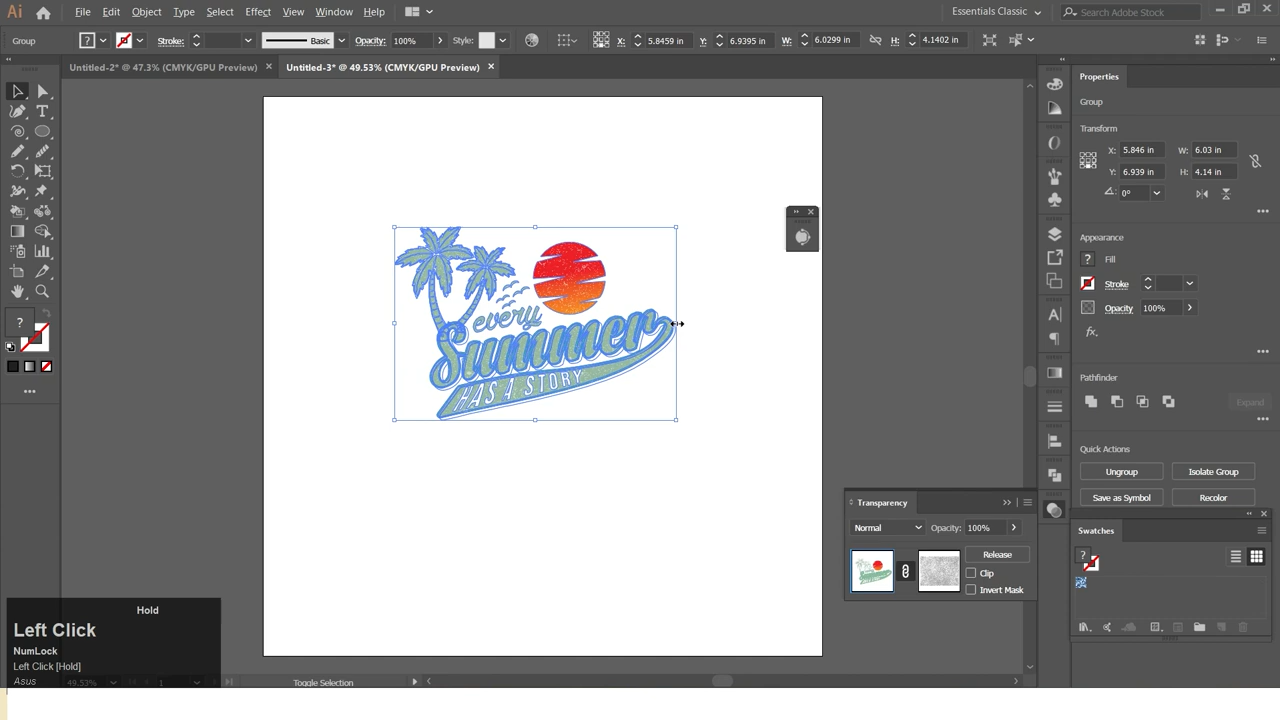 Ai File Edit Object Type Select Effect View Window Help Essentials Classic Search Adobe Stock
Group ? Stroke: Basic Opacity: 100% Style: X: 5.8459 in Y: 6.9395 in W: 6.0299 in H: 4.1402 in
Untitled-2* @ 47.3% (CMYK/GPU Preview) × Untitled-3* @ 49.53% (CMYK/GPU Preview) ×
Properties
Group
Transform
X: 5.846 in W: 6.03 in
Y: 6.939 in H: 4.14 in
0°
Appearance
? Fill
Stroke
Opacity 100%
fx.
Pathfinder
Expand
Quick Actions
Ungroup Isolate Group
Save as Symbol Recolor
every
Summer
HAS A STORY
Transparency
Normal Opacity: 100%
Release
Clip
Invert Mask
Swatches
?
?
Hold
Left Click
NumLock
Left Click [Hold]
Asus
49.53% 1 Toggle Selection